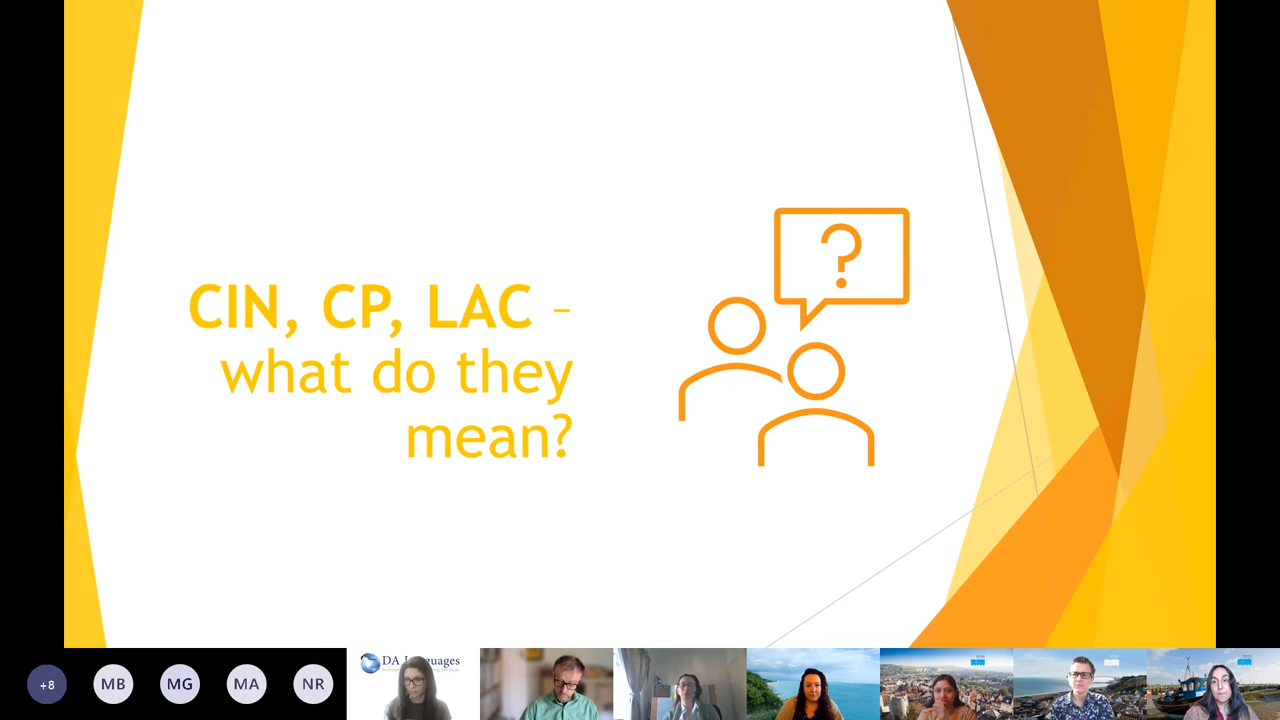 CIN, CP, LAC –
what do they
mean?
?
+8
MB
MG
MA
NR
DA Languages